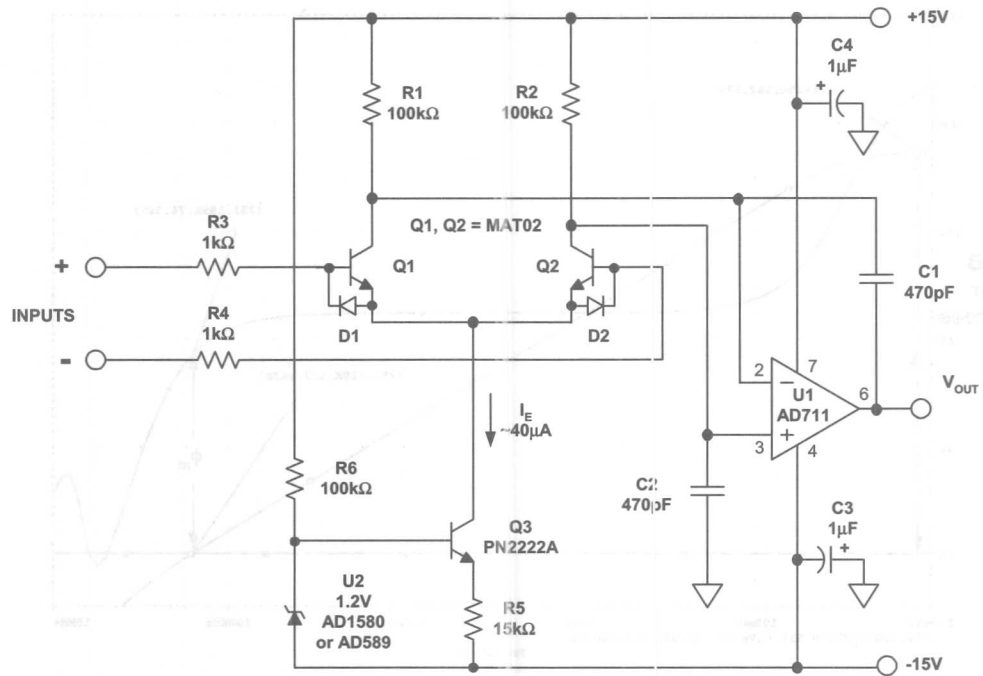 +15V
C4
1µF
+
R1
100kΩ
R2
100kΩ
Q1, Q2 = MAT02
R3
1kΩ
+
Q1
Q2
C1
470pF
INPUTS
R4
1kΩ
D1
D2
-
2
7
U1
AD711
−
6
VOUT
3
+
4
IE
~40µA
R6
100kΩ
C2
470pF
C3
1µF
+
Q3
PN2222A
U2
1.2V
AD1580
or AD589
R5
15kΩ
-15V